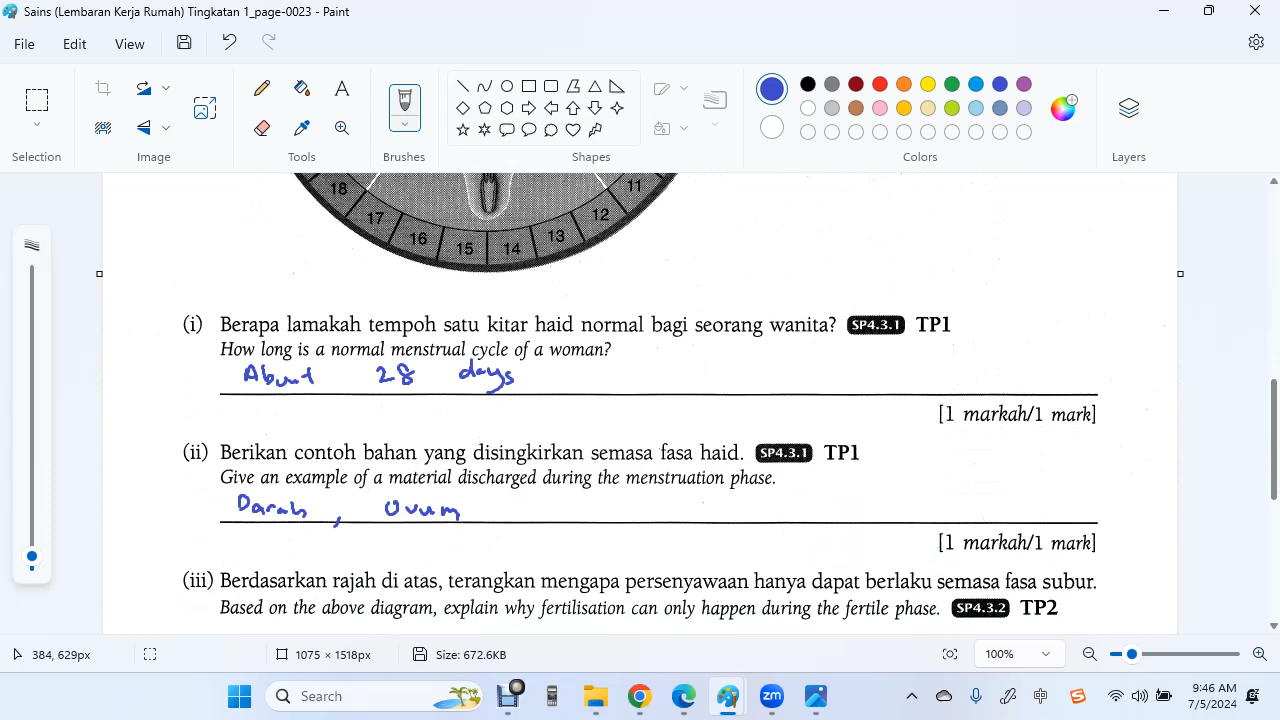 Sains (Lembaran Kerja Rumah) Tingkatan 1_page-0023 - Paint
File Edit View
Selection Image Tools Brushes Shapes Colors Layers
18 17 16 15 14 13 12 11
(i) Berapa lamakah tempoh satu kitar haid normal bagi seorang wanita? SP4.3.1 TP1
How long is a normal menstrual cycle of a woman?
About 28 days
[1 markah/1 mark]
(ii) Berikan contoh bahan yang disingkirkan semasa fasa haid. SP4.3.1 TP1
Give an example of a material discharged during the menstruation phase.
Darah, Ovum
[1 markah/1 mark]
(iii) Berdasarkan rajah di atas, terangkan mengapa persenyawaan hanya dapat berlaku semasa fasa subur.
Based on the above diagram, explain why fertilisation can only happen during the fertile phase. SP4.3.2 TP2
384, 629px 1075 × 1518px Size: 672.6KB 100%
Search zm 中 9:46 AM
7/5/2024